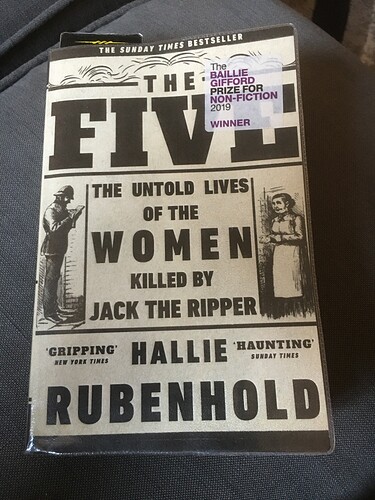 THE SUNDAY TIMES BESTSELLER
THE
FIVE
The
BAILLIE
GIFFORD
PRIZE FOR
NON-FICTION
2019
WINNER
THE UNTOLD LIVES
OF THE
WOMEN
KILLED BY
JACK THE RIPPER
'GRIPPING'
NEW YORK TIMES
HALLIE
'HAUNTING'
SUNDAY TIMES
RUBENHOLD